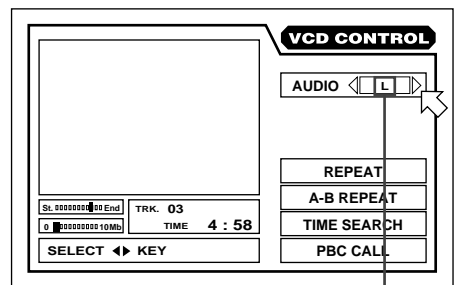 VCD CONTROL
AUDIO L
REPEAT
A-B REPEAT
TIME SEARCH
PBC CALL
St. End
0 10Mb
TRK. 03
TIME 4 : 58
SELECT ◀▶ KEY